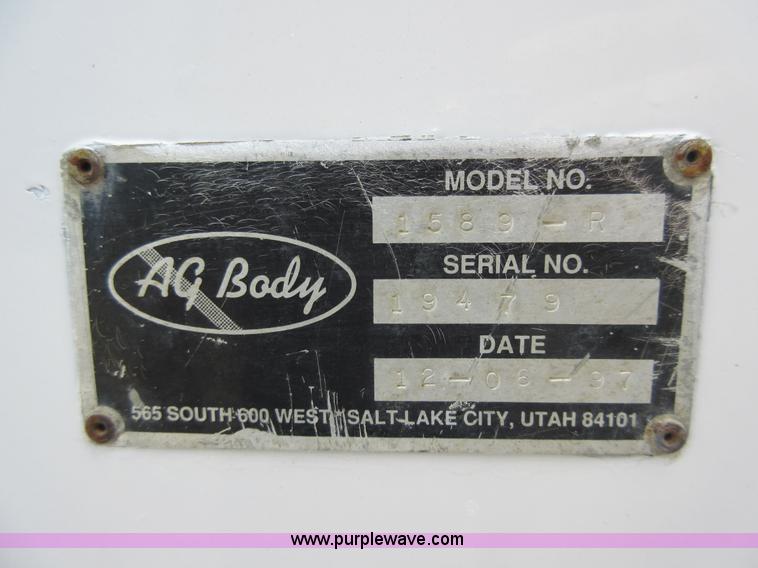 MODEL NO.
1589-R
AG Body
SERIAL NO.
19479
DATE
12-06-97
565 SOUTH 600 WEST SALT LAKE CITY, UTAH 84101
www.purplewave.com